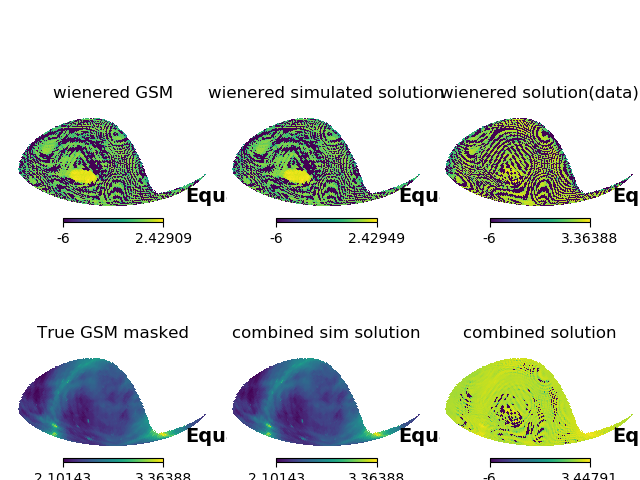 wienered GSM
wienered simulated solution
wienered solution(data)
Equ
Equ
Eq
-6 2.42909
-6 2.42949
-6 3.36388
True GSM masked
combined sim solution
combined solution
Equ
Equ
Eq
2.10143 3.36388
2.10143 3.36388
-6 3.44791